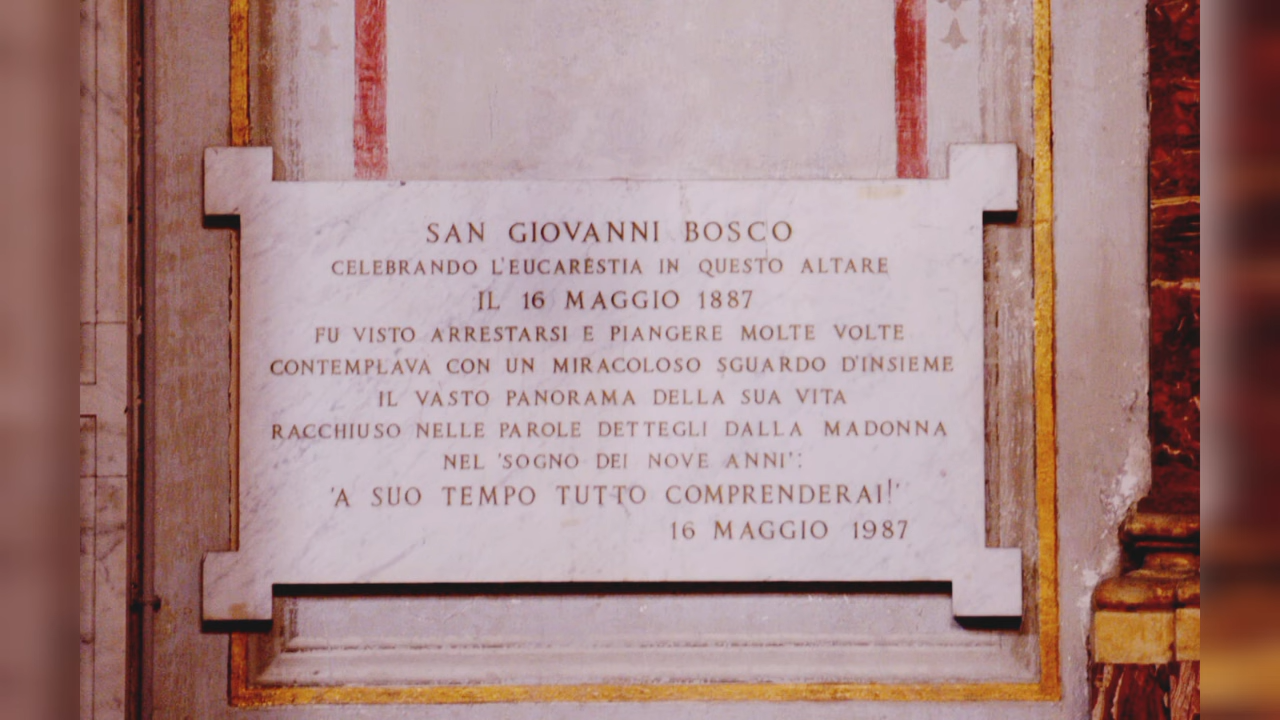 SAN GIOVANNI BOSCO
CELEBRANDO L'EUCARESTIA IN QUESTO ALTARE
IL 16 MAGGIO 1887
FU VISTO ARRESTARSI E PIANGERE MOLTE VOLTE
CONTEMPLAVA CON UN MIRACOLOSO SGUARDO D'INSIEME
IL VASTO PANORAMA DELLA SUA VITA
RACCHIUSO NELLE PAROLE DETTEGLI DALLA MADONNA
NEL 'SOGNO DEI NOVE ANNI':
'A SUO TEMPO TUTTO COMPRENDERAI!'
16 MAGGIO 1987